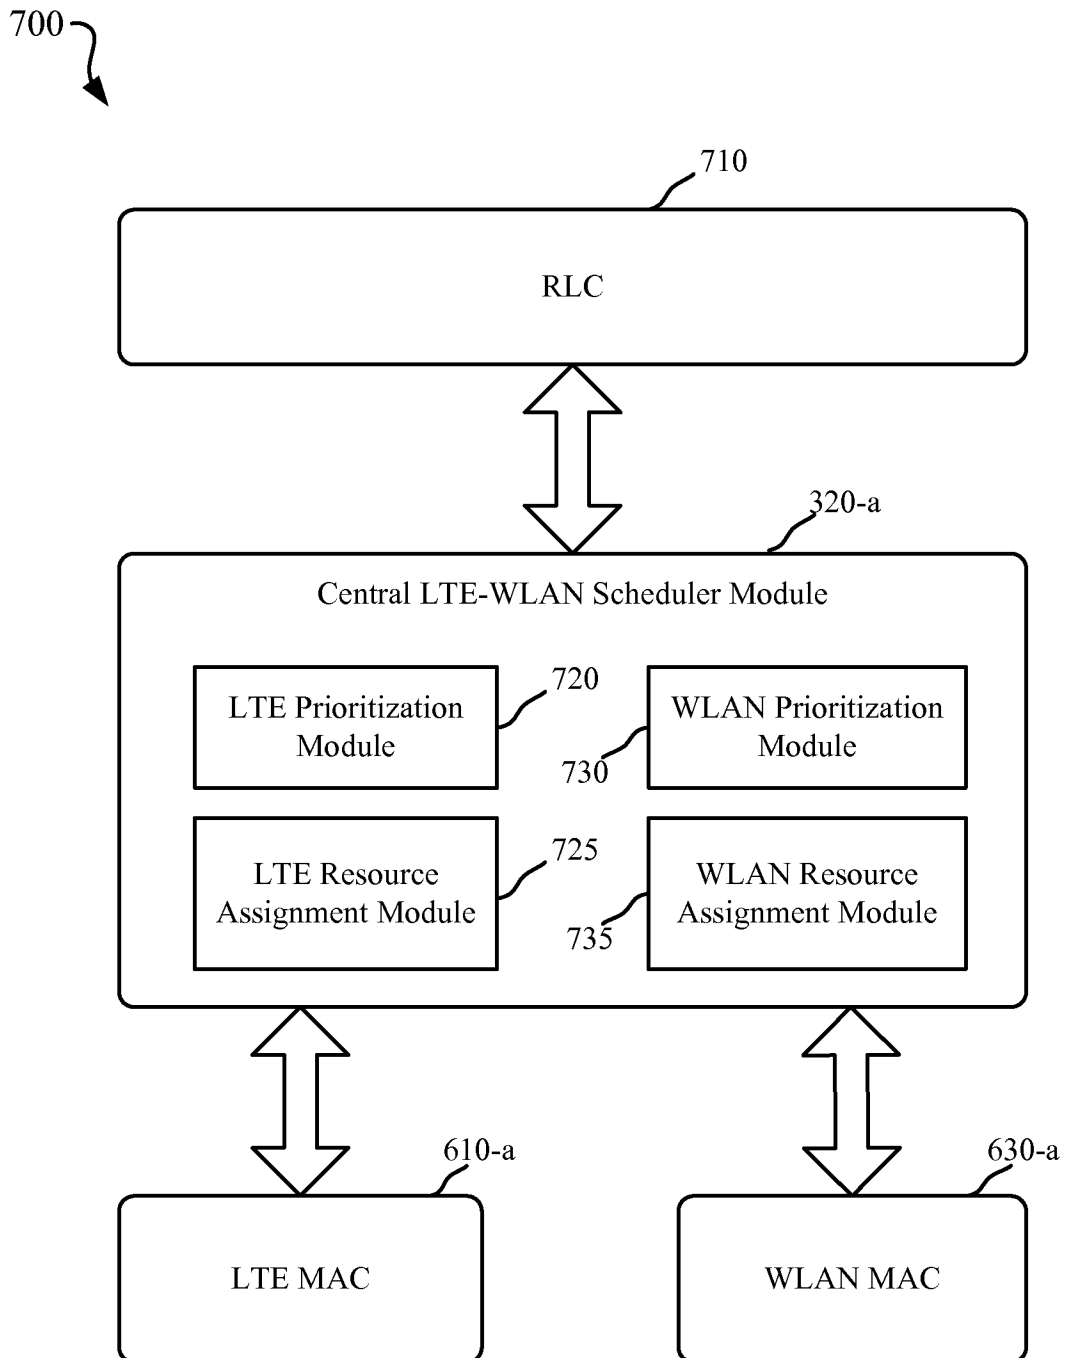 700
710
RLC
320-a
Central LTE-WLAN Scheduler Module
LTE Prioritization
Module
720
WLAN Prioritization
Module
730
LTE Resource
Assignment Module
725
WLAN Resource
Assignment Module
735
610-a
LTE MAC
630-a
WLAN MAC